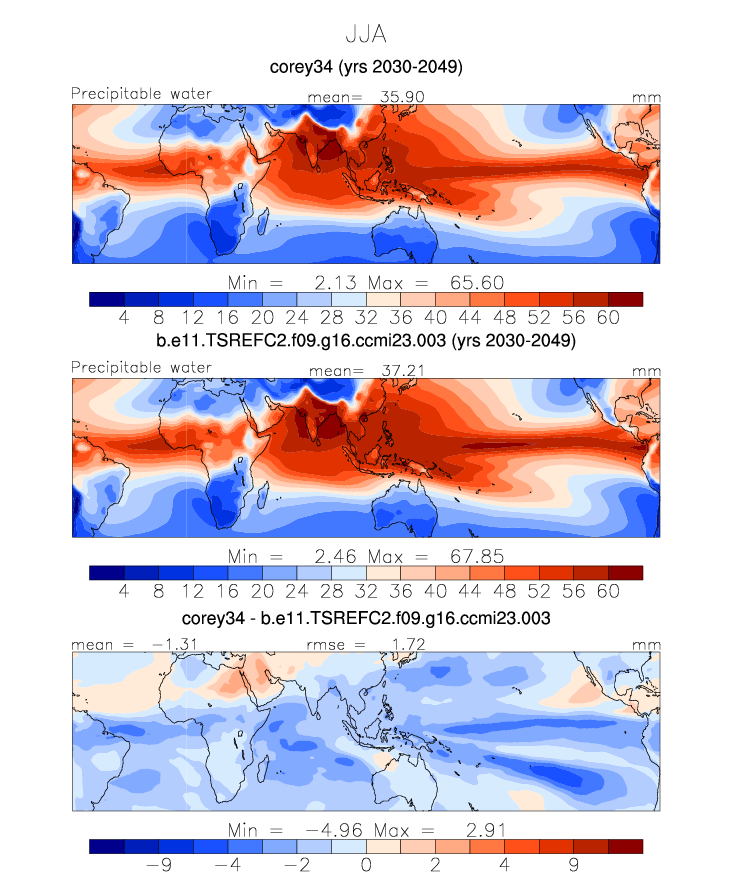 JJA
corey34 (yrs 2030-2049)
Precipitable water mean= 35.90 mm
Min = 2.13 Max = 65.60
4 8 12 16 20 24 28 32 36 40 44 48 52 56 60
b.e11.TSREFC2.f09.g16.ccmi23.003 (yrs 2030-2049)
Precipitable water mean= 37.21 mm
Min = 2.46 Max = 67.85
4 8 12 16 20 24 28 32 36 40 44 48 52 56 60
corey34 - b.e11.TSREFC2.f09.g16.ccmi23.003
mean = −1.31 rmse = 1.72 mm
Min = −4.96 Max = 2.91
−9 −4 −2 0 2 4 9